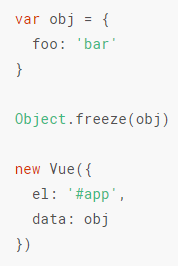 var obj = {
  foo: 'bar'
}

Object.freeze(obj)

new Vue({
  el: '#app',
  data: obj
})